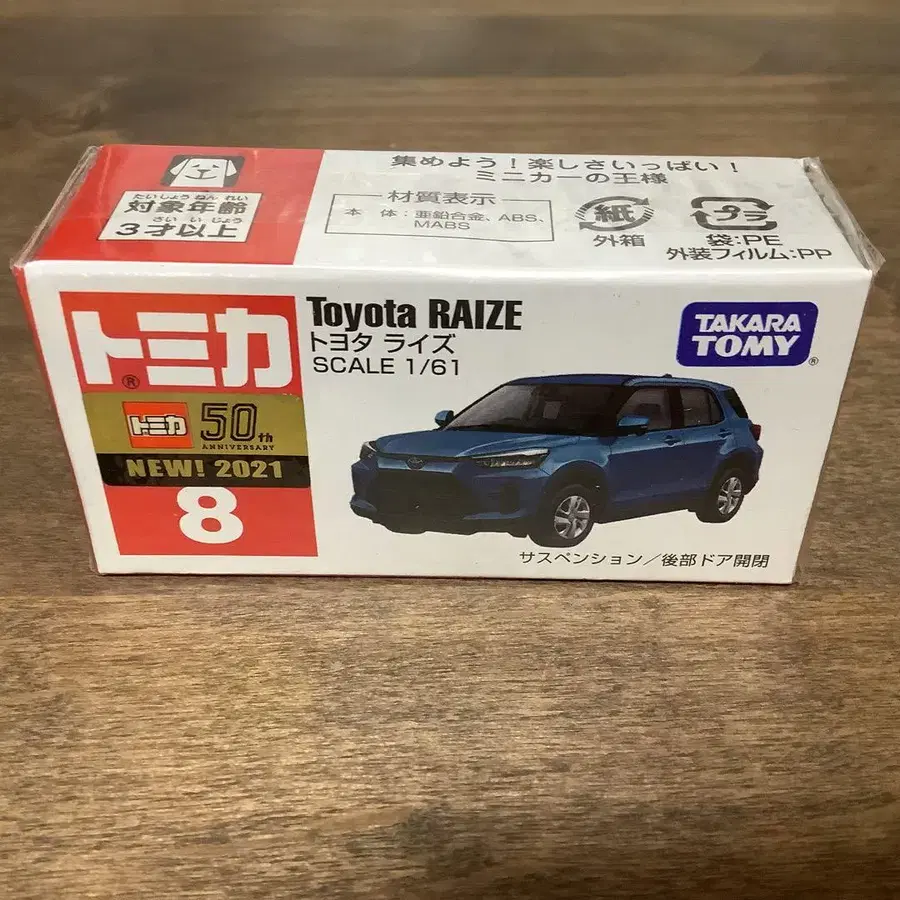 たいしょう ねん れい
対象年齢
さい い じょう
3才以上
集めよう！楽しさいっぱい！
ミニカーの王様
材質表示
本　体：亜鉛合金、ABS、
MABS
紙
外箱
プラ
袋:PE
外装フィルム:PP
トミカ®
トミカ 50th
ANNIVERSARY
NEW! 2021
8
Toyota RAIZE
トヨタ ライズ
SCALE 1/61
TAKARA
TOMY®
サスペンション／後部ドア開閉